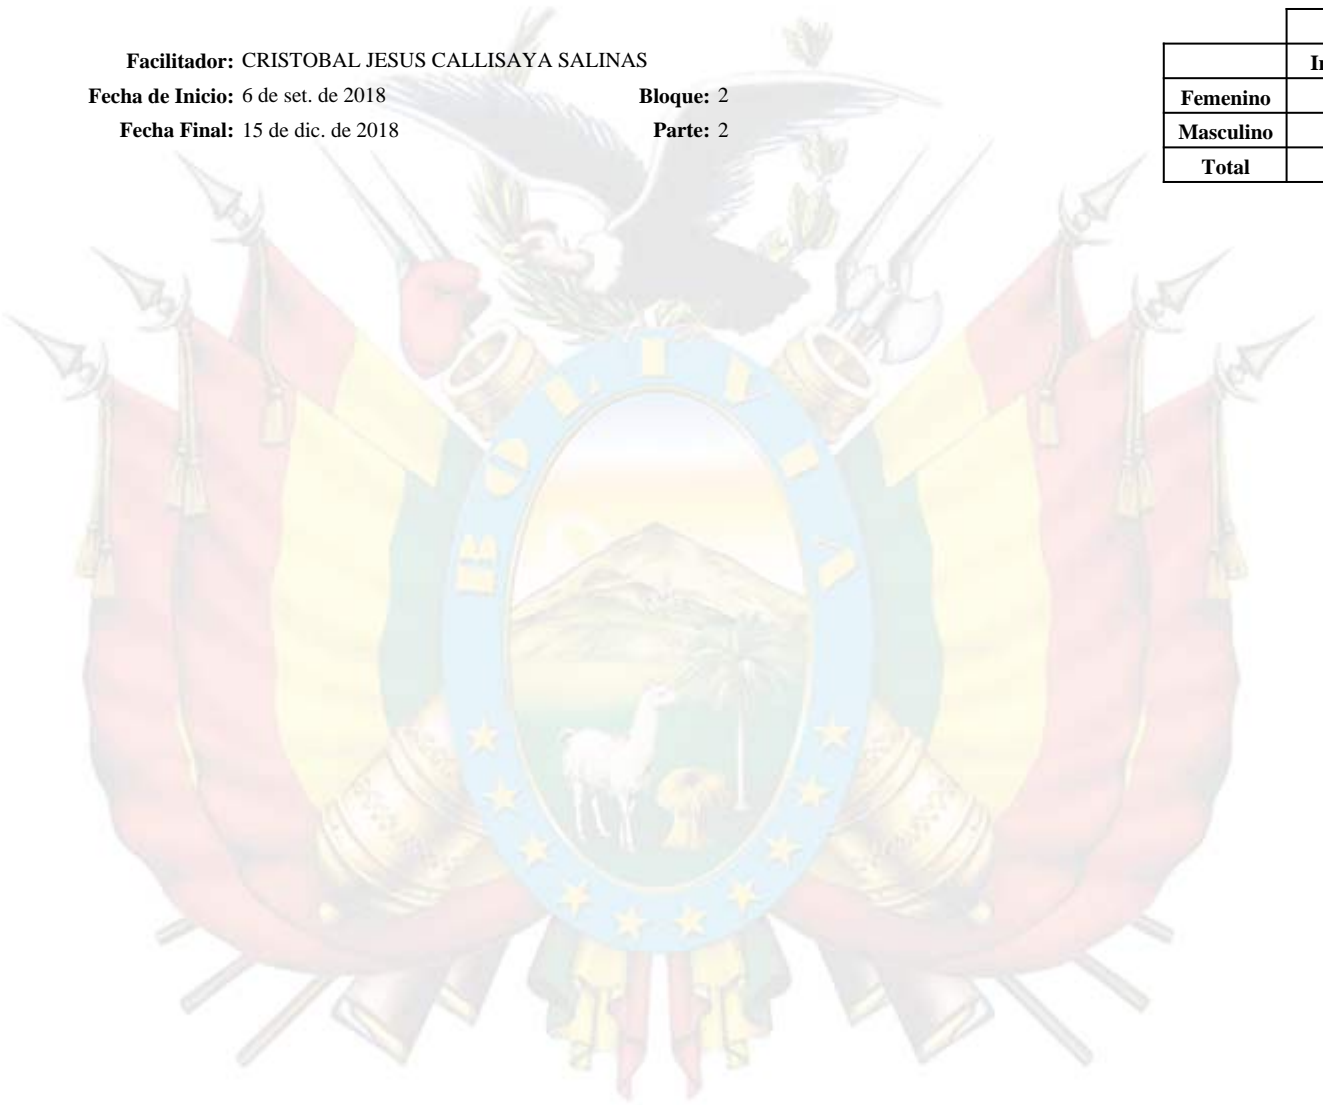 Facilitador: CRISTOBAL JESUS CALLISAYA SALINAS
Fecha de Inicio: 6 de set. de 2018 Bloque: 2
Fecha Final: 15 de dic. de 2018 Parte: 2
Femenino
Masculino
Total
BOLIVIA